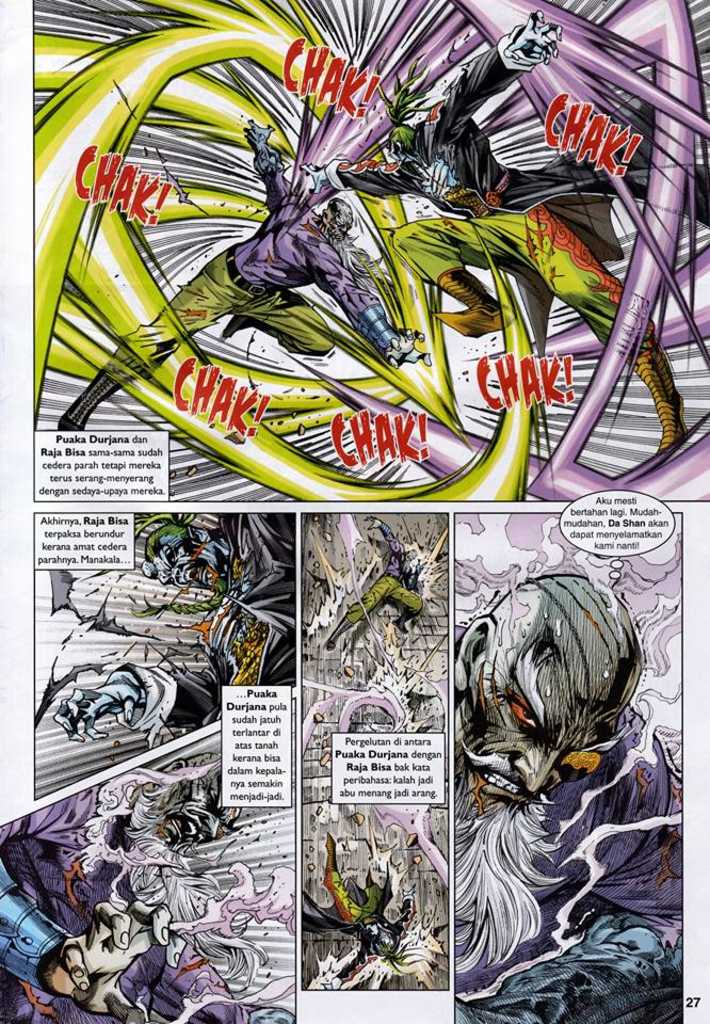 CHAK!
CHAK!
CHAK!
CHAK!
CHAK!
CHAK!
Puaka Durjana dan
Raja Bisa sama-sama sudah
cedera parah tetapi mereka
terus serang-menyerang
dengan sedaya-upaya mereka.
Akhirnya, Raja Bisa
terpaksa berundur
kerana amat cedera
parahnya. Manakala...
...Puaka
Durjana pula
sudah jatuh
terlantar di
atas tanah
kerana bisa
dalam kepala-
nya semakin
menjadi-jadi.
Pergelutan di antara
Puaka Durjana dengan
Raja Bisa bak kata
peribahasa: kalah jadi
abu menang jadi arang.
Aku mesti
bertahan lagi. Mudah-
mudahan, Da Shan akan
dapat menyelamatkan
kami nanti!
27